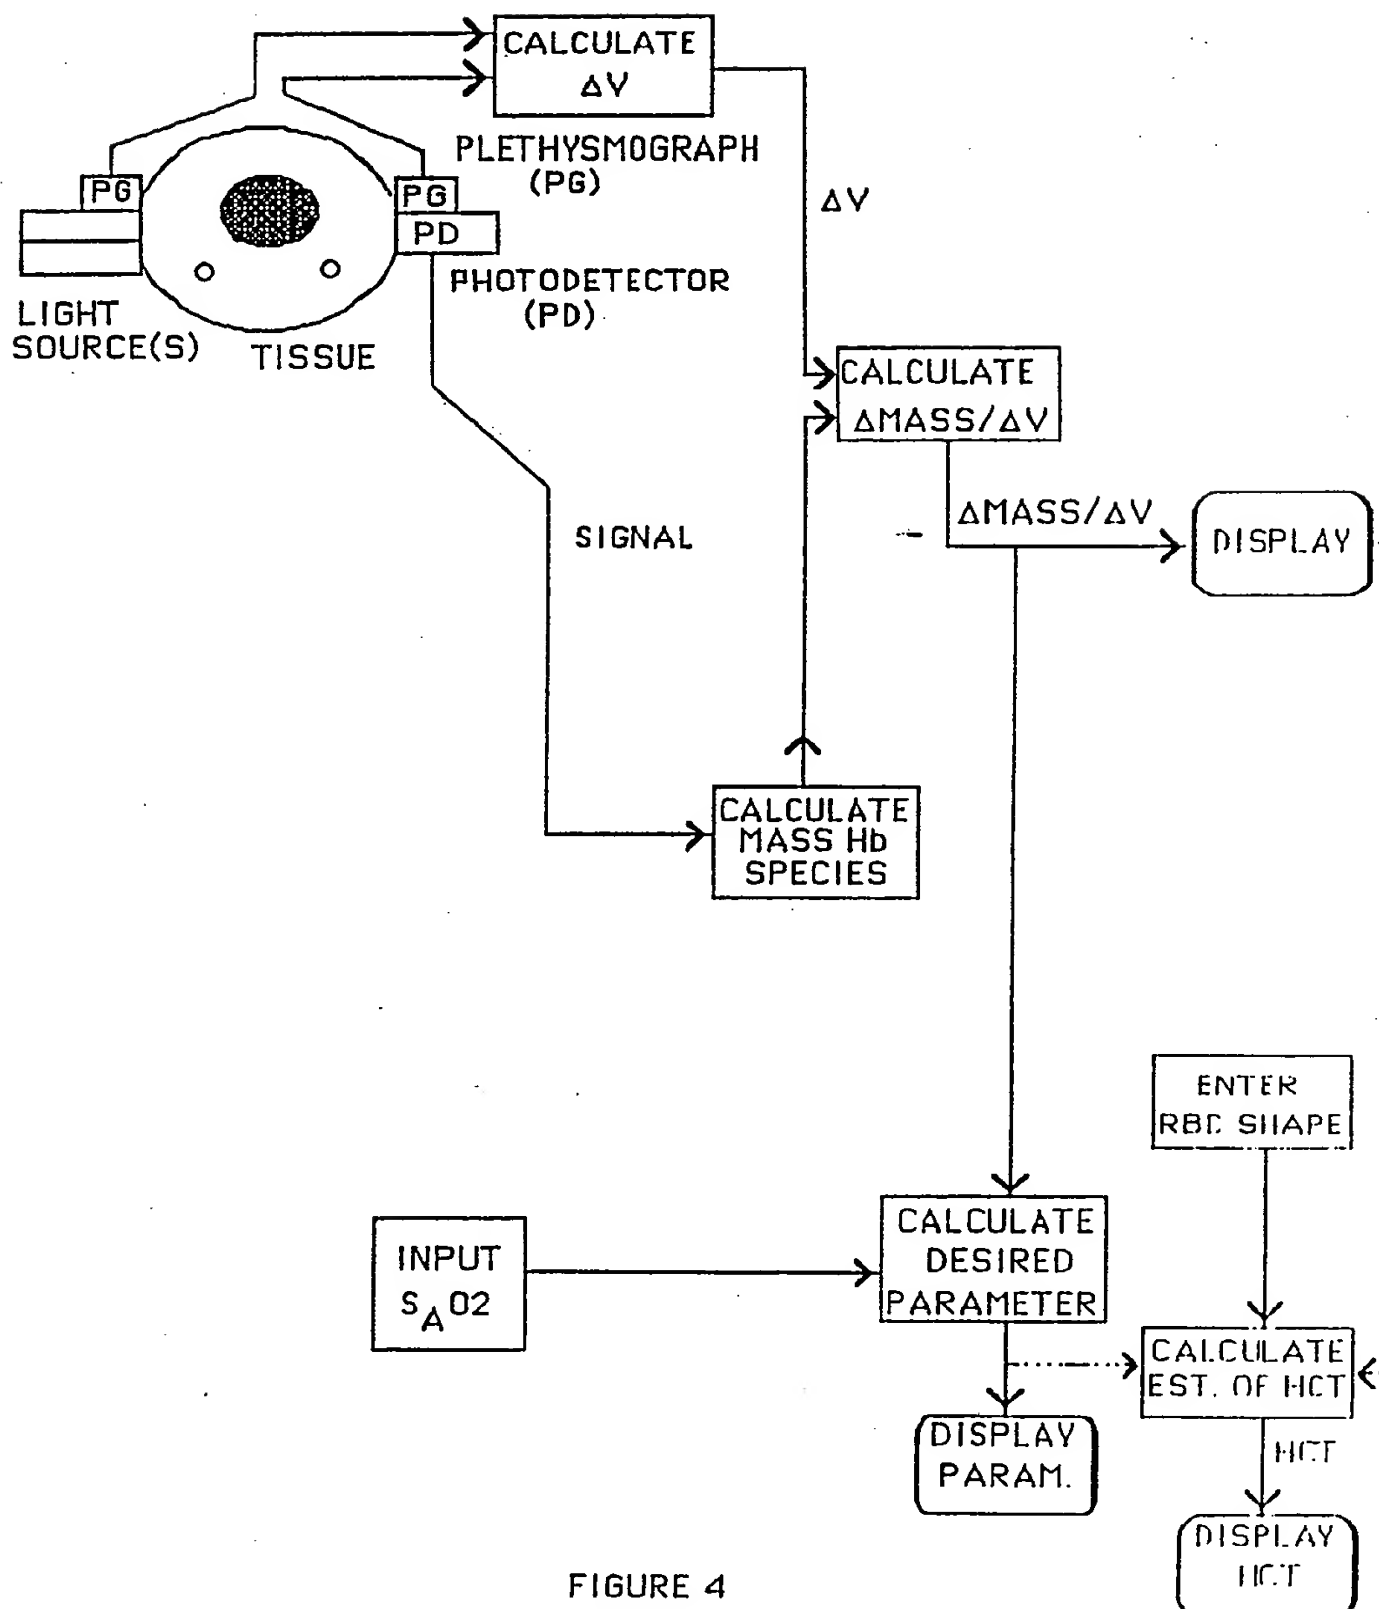 CALCULATE
ΔV
PLETHYSMOGRAPH
(PG)
PG
PG
PD
ΔV
PHOTODETECTOR
(PD)
LIGHT
SOURCE(S)
TISSUE
CALCULATE
ΔMASS/ΔV
ΔMASS/ΔV
DISPLAY
SIGNAL
CALCULATE
MASS Hb
SPECIES
ENTER
RBC SHAPE
INPUT
SAO2
CALCULATE
DESIRED
PARAMETER
CALCULATE
EST. OF HCT
DISPLAY
PARAM.
HCT
DISPLAY
HCT
FIGURE 4